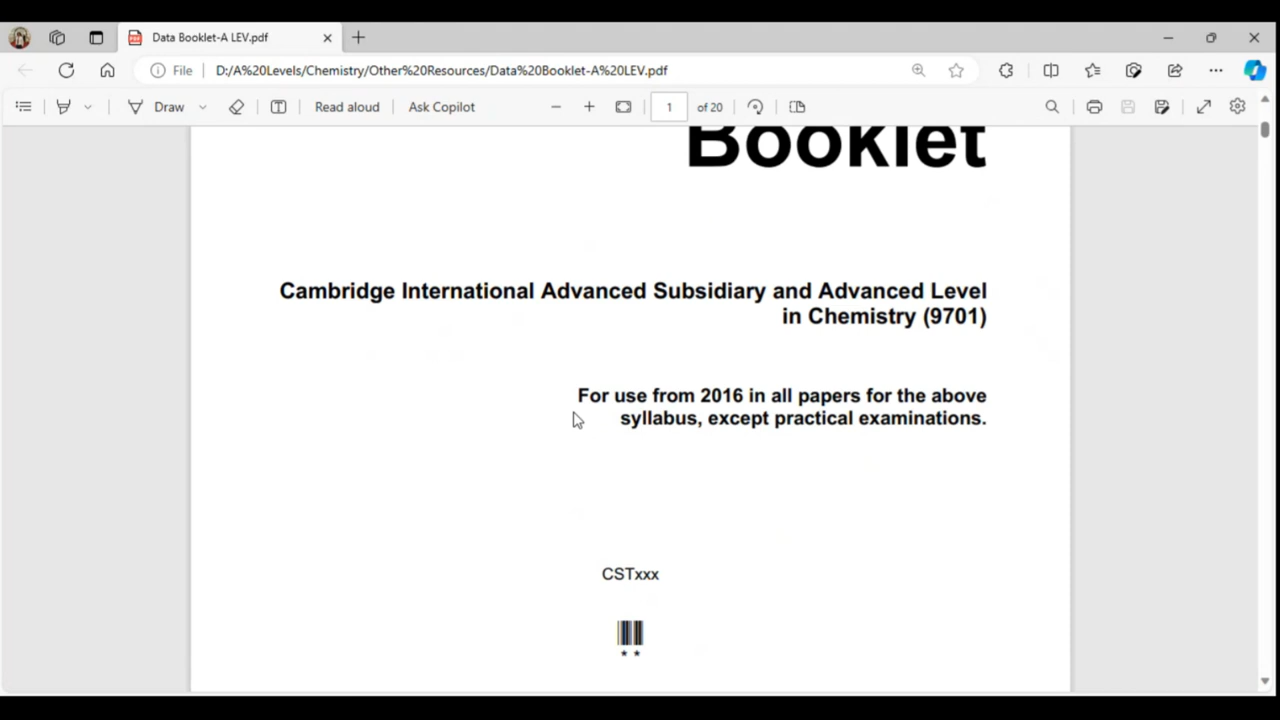 Data Booklet-A LEV.pdf
File
D:/A%20Levels/Chemistry/Other%20Resources/Data%20Booklet-A%20LEV.pdf
Draw
Read aloud
Ask Copilot
1
of 20
Booklet
Cambridge International Advanced Subsidiary and Advanced Level
in Chemistry (9701)
For use from 2016 in all papers for the above
syllabus, except practical examinations.
CSTxxx
* *